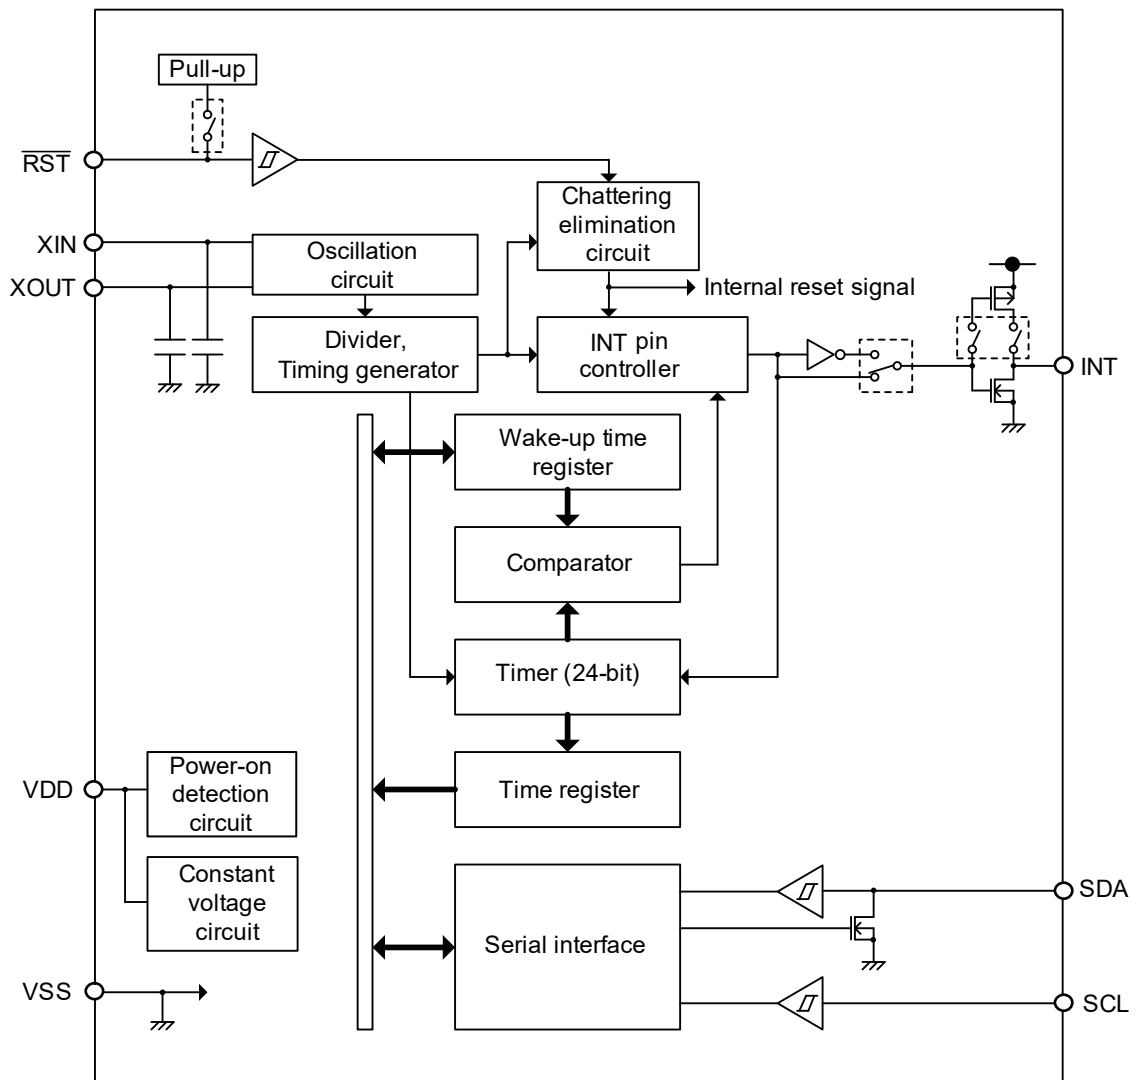 Pull-up
RST
Chattering
elimination
circuit
XIN
Oscillation
circuit
XOUT
Internal reset signal
Divider,
Timing generator
INT pin
controller
INT
Wake-up time
register
Comparator
Timer (24-bit)
VDD
Power-on
detection
circuit
Time register
Constant
voltage
circuit
SDA
Serial interface
VSS
SCL